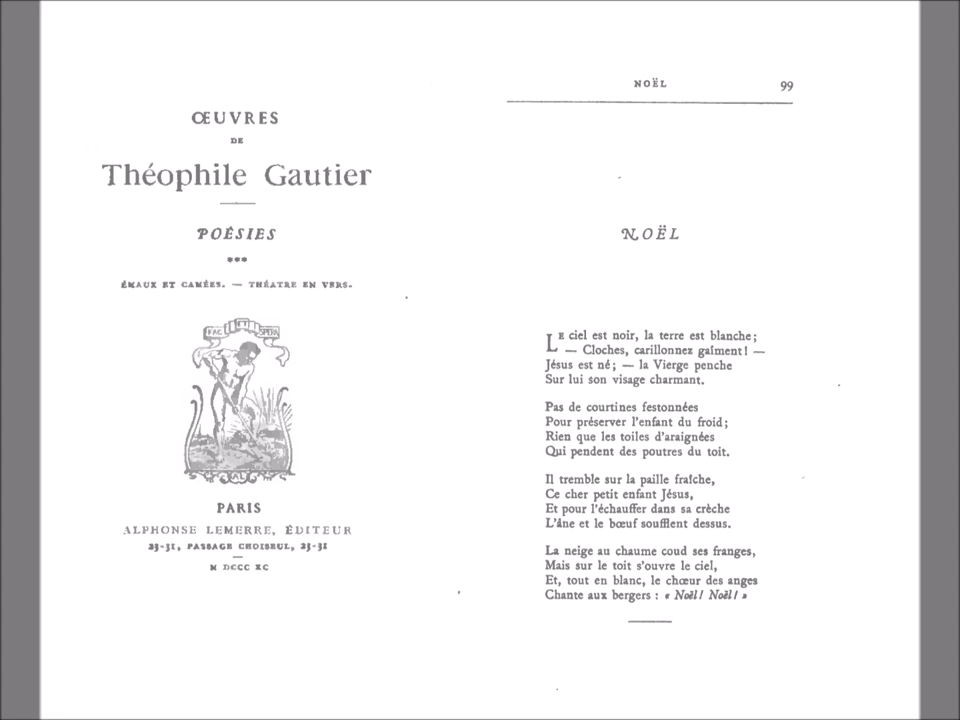 ŒUVRES
DE
Théophile Gautier
POÉSIES
***
ÉMAUX ET CAMÉES. — THÉATRE EN VERS.
FAC ET SPERA
AL
PARIS
ALPHONSE LEMERRE, ÉDITEUR
23-31, PASSAGE CHOISEUL, 23-31
M DCCC XC
NOËL 99
NOËL
LE ciel est noir, la terre est blanche;
— Cloches, carillonnez gaîment! —
Jésus est né; — la Vierge penche
Sur lui son visage charmant.
Pas de courtines festonnées
Pour préserver l'enfant du froid;
Rien que les toiles d'araignées
Qui pendent des poutres du toit.
Il tremble sur la paille fraîche,
Ce cher petit enfant Jésus,
Et pour l'échauffer dans sa crèche
L'âne et le bœuf soufflent dessus.
La neige au chaume coud ses franges,
Mais sur le toit s'ouvre le ciel,
Et, tout en blanc, le chœur des anges
Chante aux bergers : « Noël! Noël! »